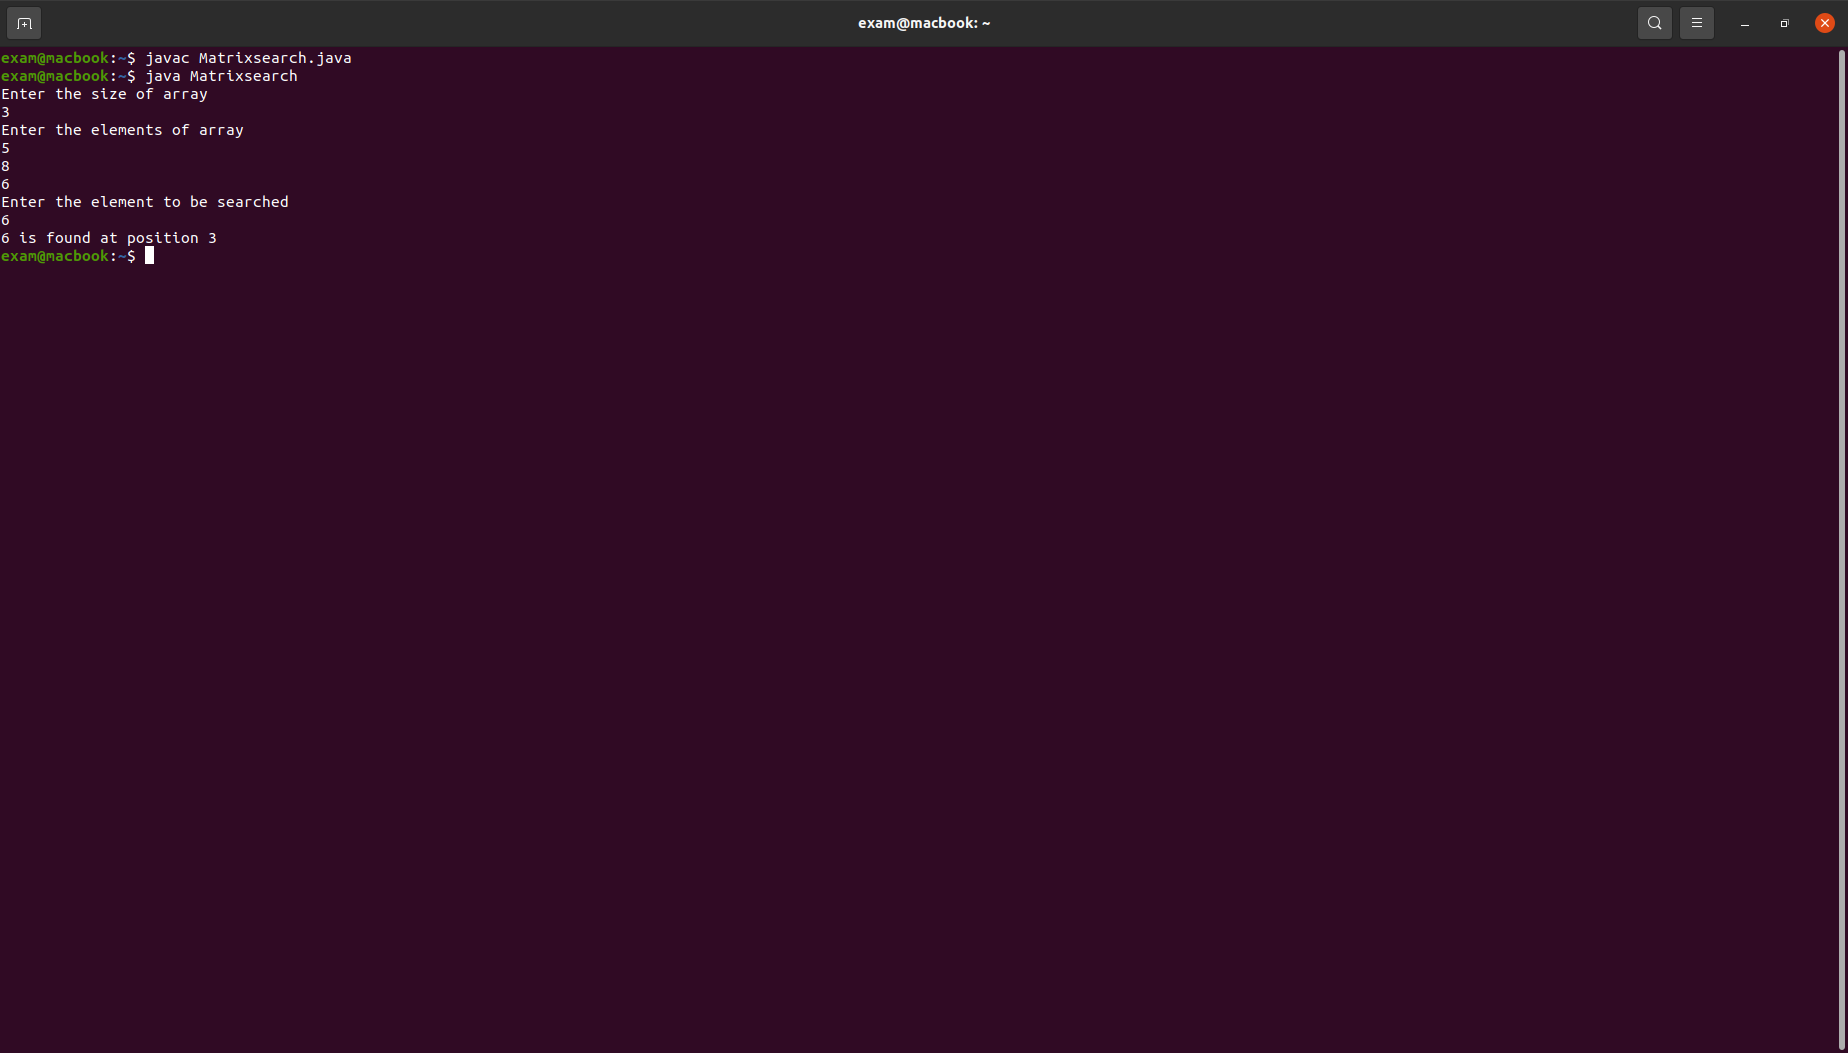 exam@macbook: ~
exam@macbook:~$ javac Matrixsearch.java
exam@macbook:~$ java Matrixsearch
Enter the size of array
3
Enter the elements of array
5
8
6
Enter the element to be searched
6
6 is found at position 3
exam@macbook:~$